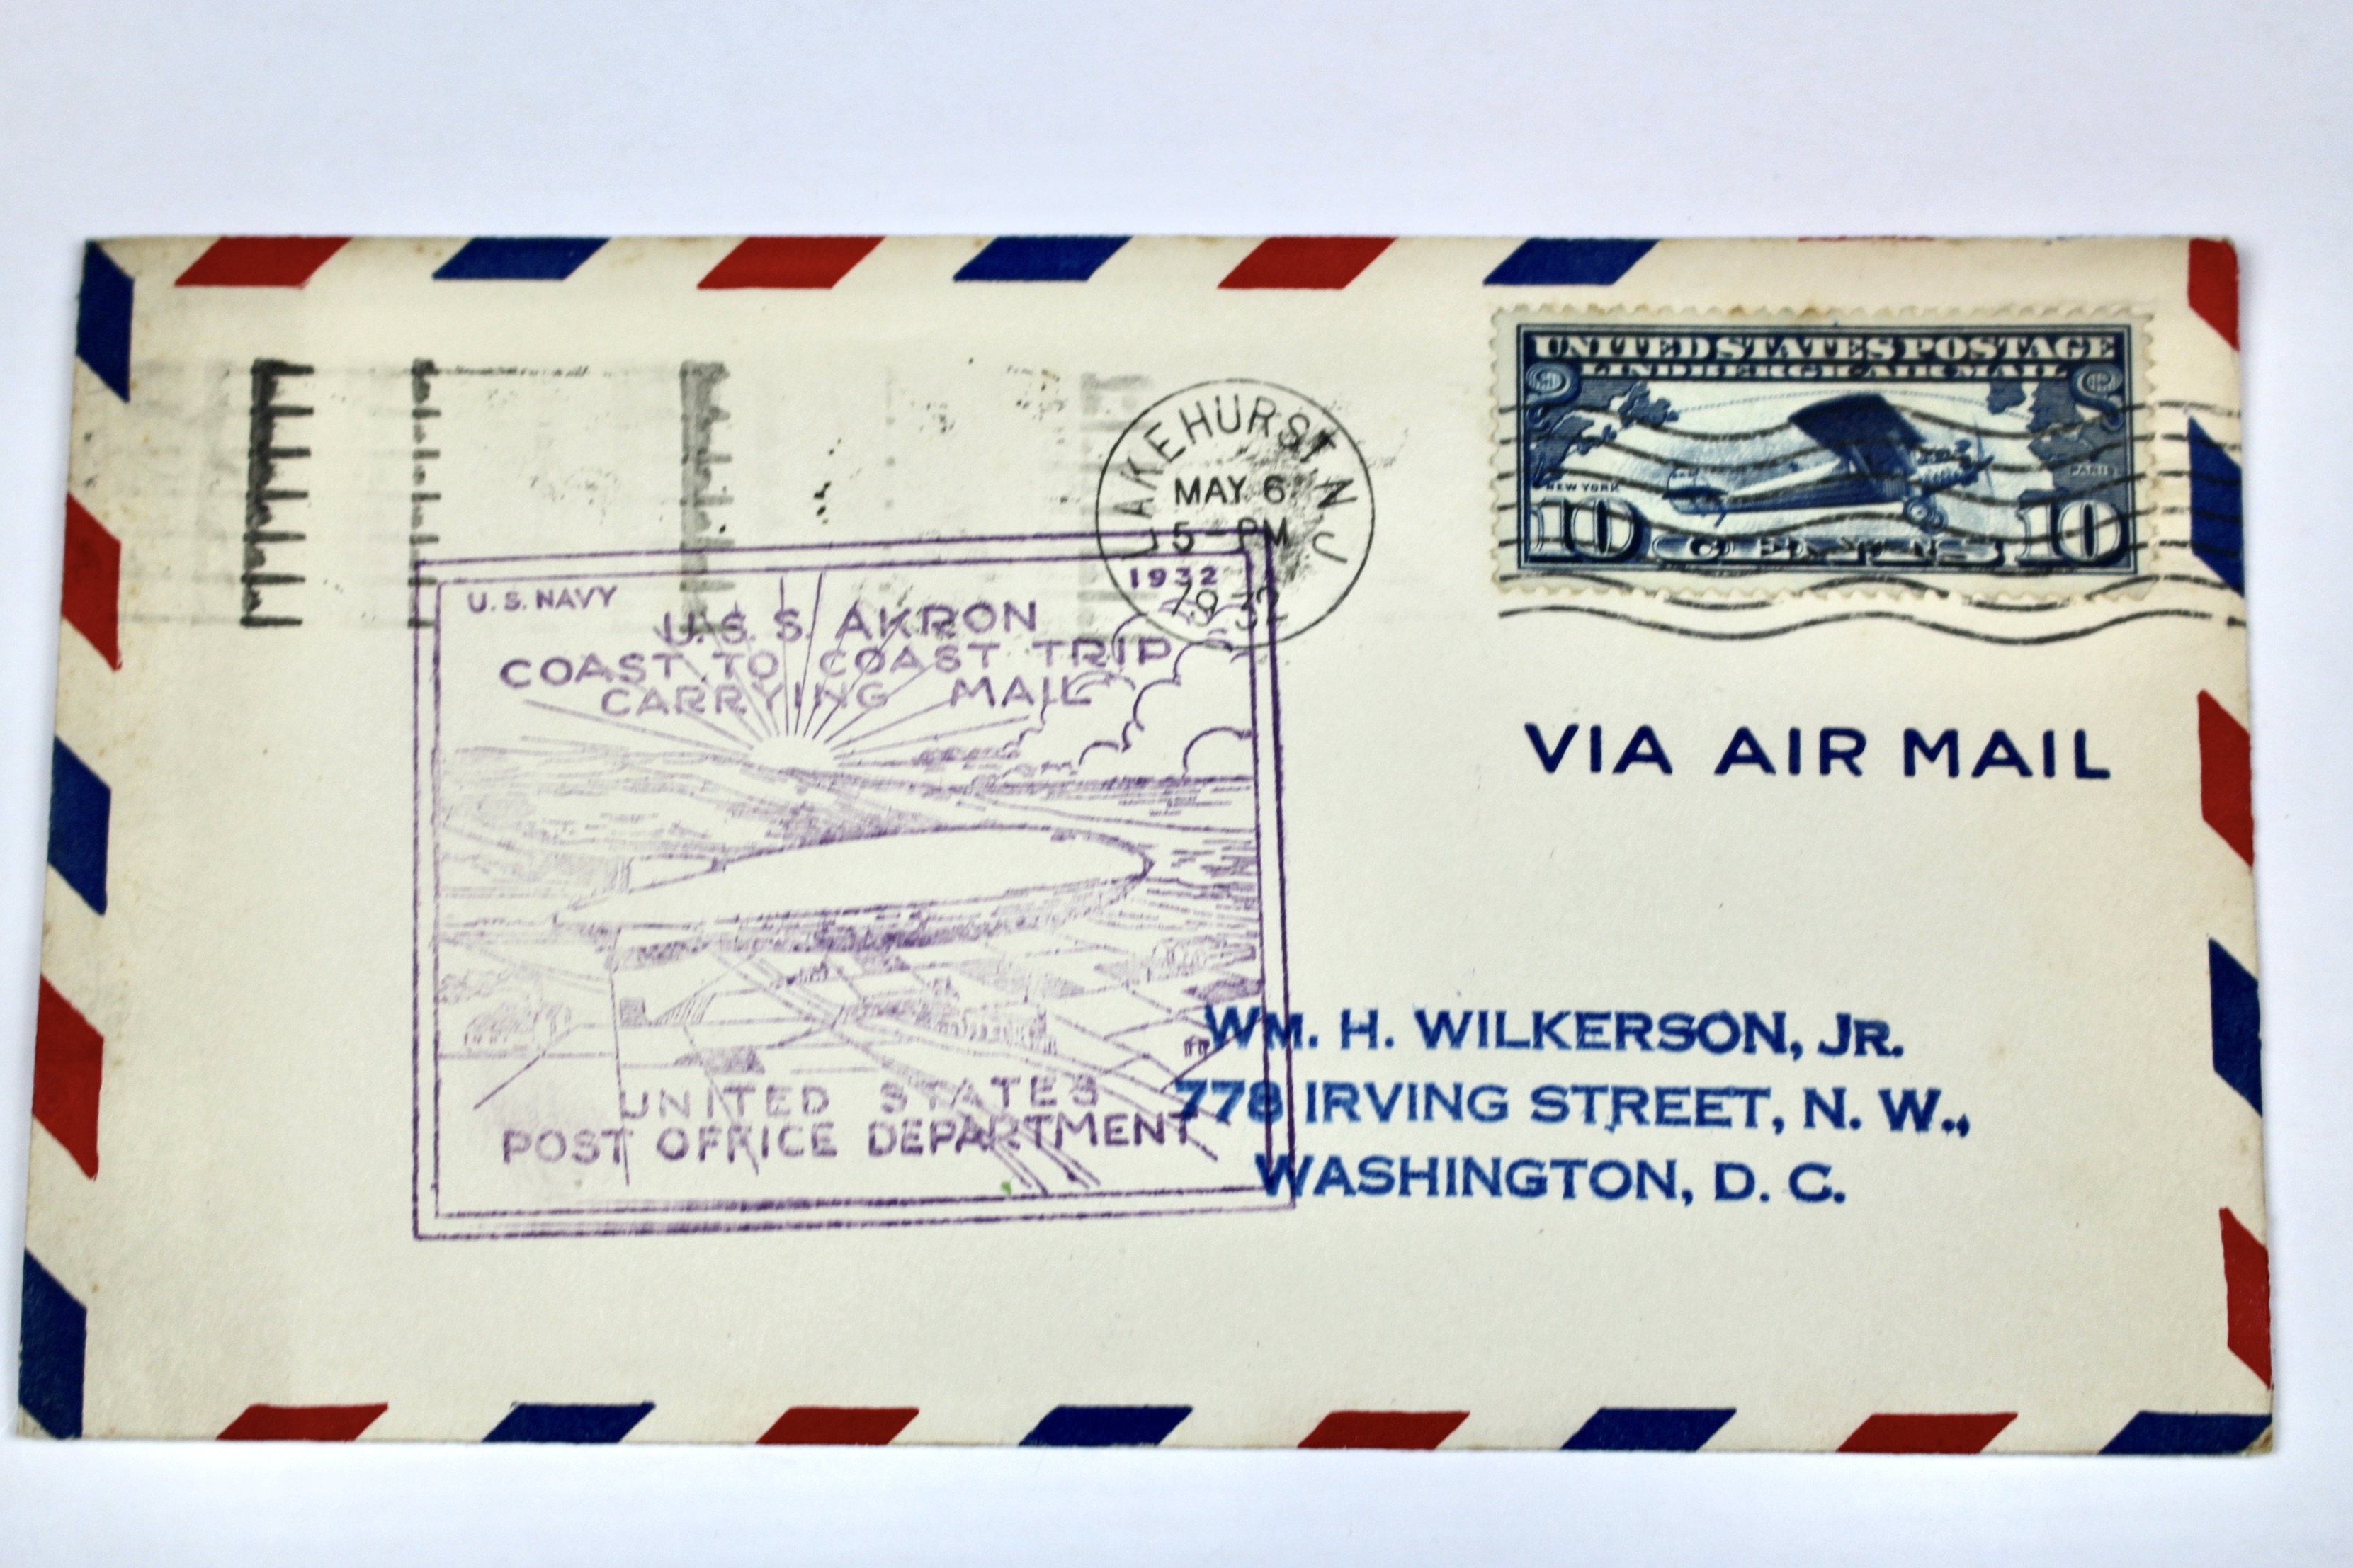 UNITED STATES POSTAGE
LINDBERGH AIR MAIL
NEW YORK
PARIS
10 CENTS 10
LAKEHURST N J
MAY 6
5-PM
1932
1932
U. S. NAVY
U. S. S. AKRON
COAST TO COAST TRIP
CARRYING MAIL
UNITED STATES
POST OFFICE DEPARTMENT
VIA AIR MAIL
WM. H. WILKERSON, JR.
778 IRVING STREET, N. W.,
WASHINGTON, D. C.